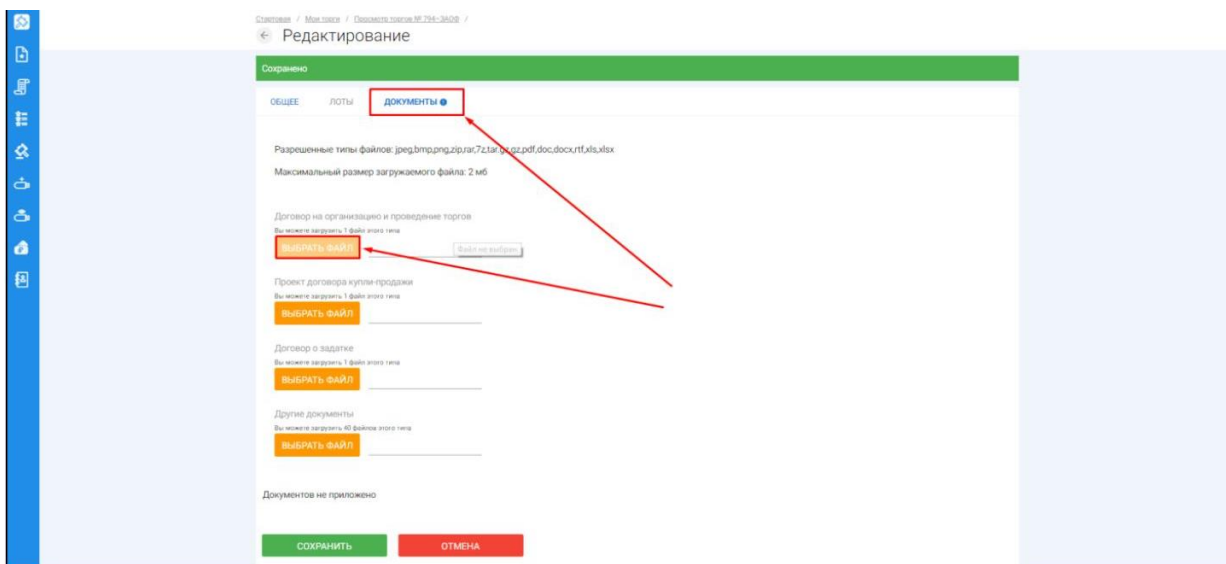 Стартовая / Мои торги / Просмотр торгов № 794-ЗАОФ /
Редактирование
Сохранено
ОБЩЕЕ ЛОТЫ ДОКУМЕНТЫ
Разрешенные типы файлов: jpeg,bmp,png,zip,rar,7z,tar,gz,gz,pdf,doc,docx,rtf,xls,xlsx
Максимальный размер загружаемого файла: 2 мб
Договор на организацию и проведение торгов
Вы можете загрузить 1 файл этого типа
ВЫБРАТЬ ФАЙЛ Файл не выбран
Проект договора купли-продажи
Вы можете загрузить 1 файл этого типа
ВЫБРАТЬ ФАЙЛ
Договор о задатке
Вы можете загрузить 1 файл этого типа
ВЫБРАТЬ ФАЙЛ
Другие документы
Вы можете загрузить 40 файлов этого типа
ВЫБРАТЬ ФАЙЛ
Документов не приложено
СОХРАНИТЬ ОТМЕНА